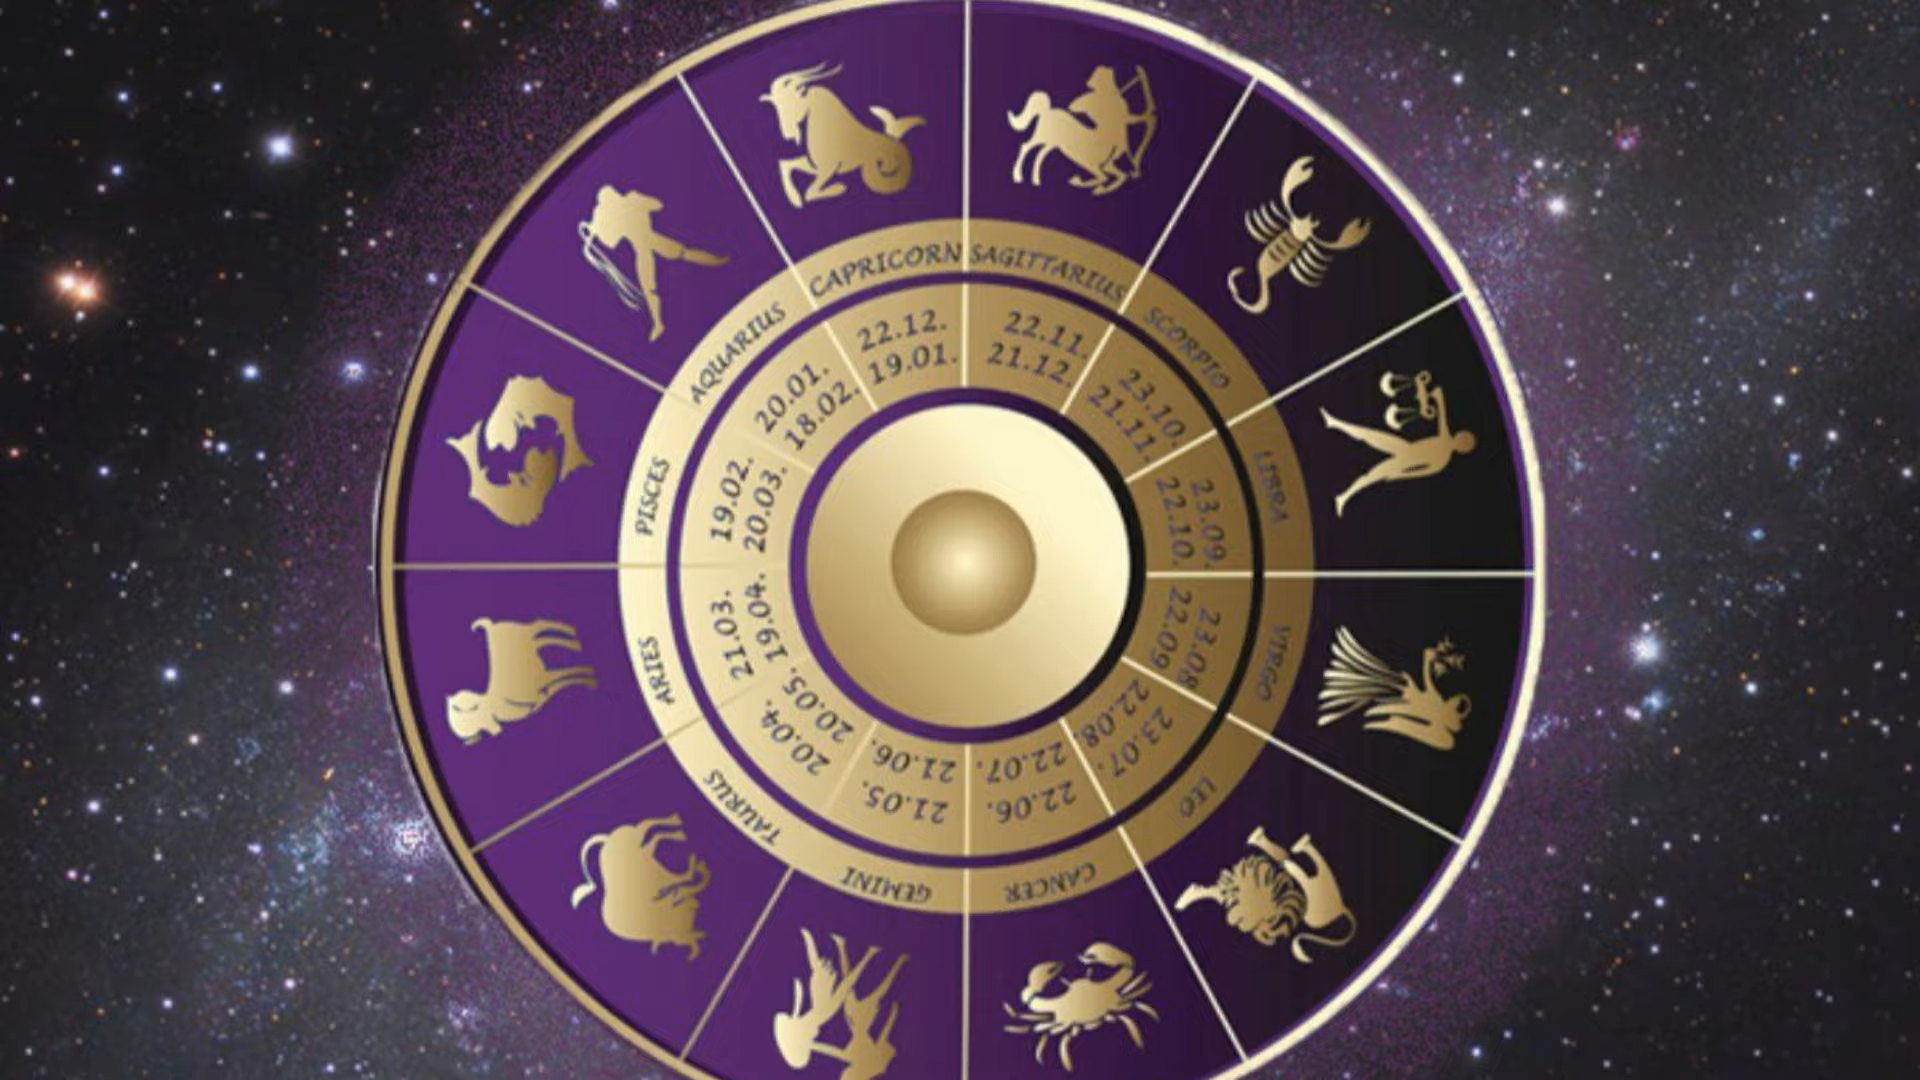 CAPRICORN
22.12.
19.01.
SAGITTARIUS
22.11.
21.12.
SCORPIO
23.10.
21.11.
LIBRA
23.09.
22.10.
VIRGO
23.08
22.09
LEO
23.07.
22.08.
CANCER
22.06.
22.07.
GEMINI
21.05.
21.06.
TAURUS
20.04.
20.05.
ARIES
21.03.
19.04.
PISCES
19.02.
20.03.
AQUARIUS
20.01.
18.02.